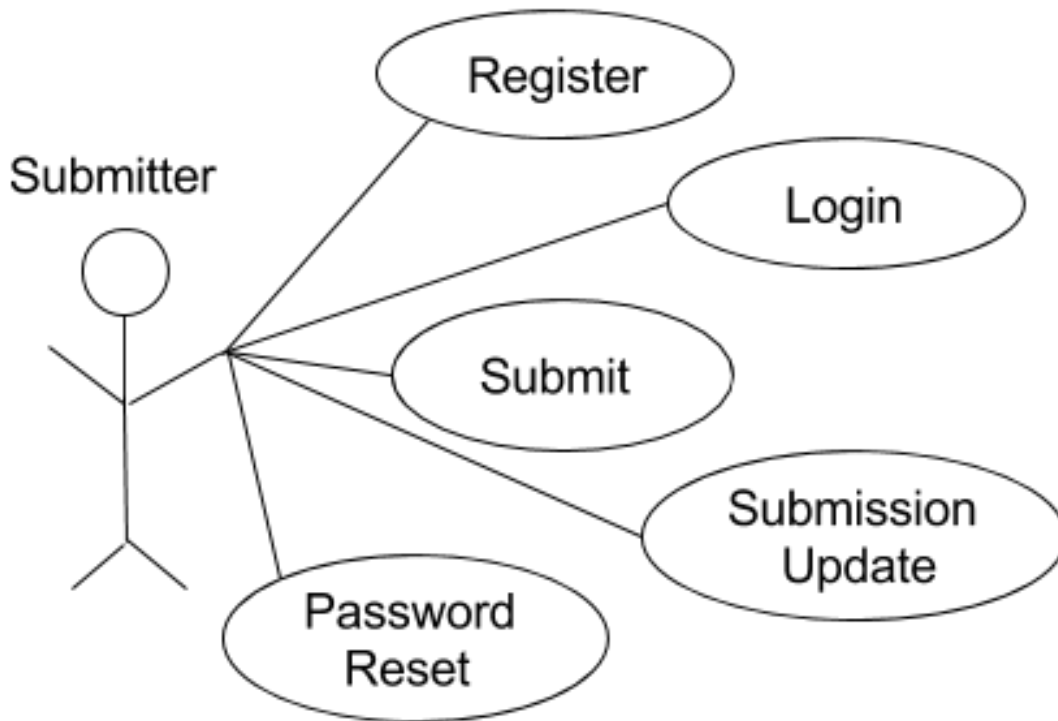 Register
Submitter
Login
Submit
Submission
Update
Password
Reset